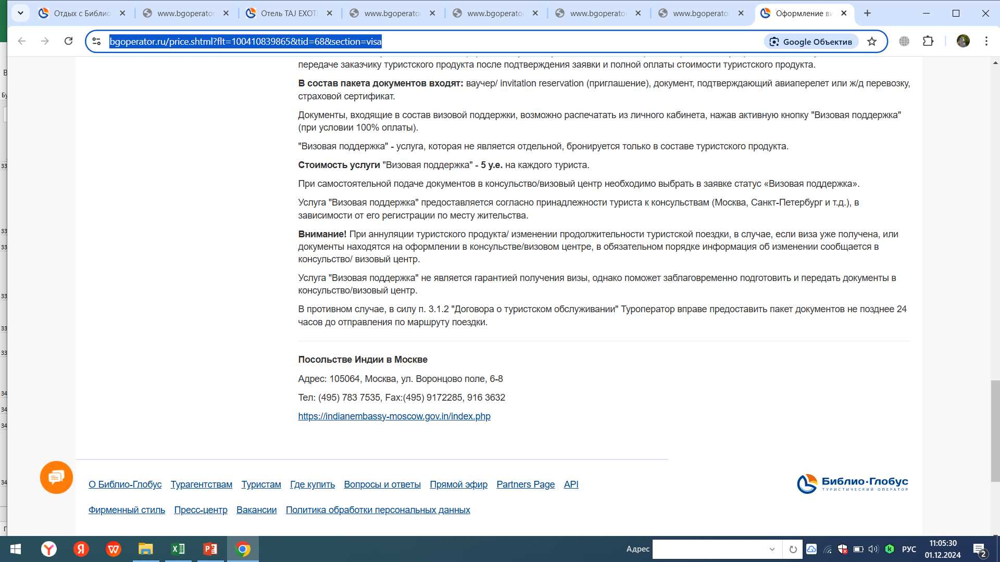 Отдых с Библио
www.bgoperator
Отель TAJ EXOTI
www.bgoperator
www.bgoperator
www.bgoperator
www.bgoperator
Оформление ви
bgoperator.ru/price.shtml?flt=100410839865&tid=68&section=visa
Google Объектив
передаче заказчику туристского продукта после подтверждения заявки и полной оплаты стоимости туристского продукта.
В состав пакета документов входят: ваучер/ invitation reservation (приглашение), документ, подтверждающий авиаперелет или ж/д перевозку,
страховой сертификат.
Документы, входящие в состав визовой поддержки, возможно распечатать из личного кабинета, нажав активную кнопку "Визовая поддержка"
(при условии 100% оплаты).
"Визовая поддержка" - услуга, которая не является отдельной, бронируется только в составе туристского продукта.
Стоимость услуги "Визовая поддержка" - 5 у.е. на каждого туриста.
При самостоятельной подаче документов в консульство/визовый центр необходимо выбрать в заявке статус «Визовая поддержка».
Услуга "Визовая поддержка" предоставляется согласно принадлежности туриста к консульствам (Москва, Санкт-Петербург и т.д.), в
зависимости от его регистрации по месту жительства.
Внимание! При аннуляции туристского продукта/ изменении продолжительности туристской поездки, в случае, если виза уже получена, или
документы находятся на оформлении в консульстве/визовом центре, в обязательном порядке информация об изменении сообщается в
консульство/ визовый центр.
Услуга "Визовая поддержка" не является гарантией получения визы, однако поможет заблаговременно подготовить и передать документы в
консульство/визовый центр.
В противном случае, в силу п. 3.1.2 "Договора о туристском обслуживании" Туроператор вправе предоставить пакет документов не позднее 24
часов до отправления по маршруту поездки.
Посольстве Индии в Москве
Адрес: 105064, Москва, ул. Воронцово поле, 6-8
Тел: (495) 783 7535, Fax:(495) 9172285, 916 3632
https://indianembassy-moscow.gov.in/index.php
О Библио-Глобус Турагентствам Туристам Где купить Вопросы и ответы Прямой эфир Partners Page API
Библио·Глобус
ТУРИСТИЧЕСКИЙ ОПЕРАТОР
Фирменный стиль Пресс-центр Вакансии Политика обработки персональных данных
Адрес
РУС
11:05:30
01.12.2024
2